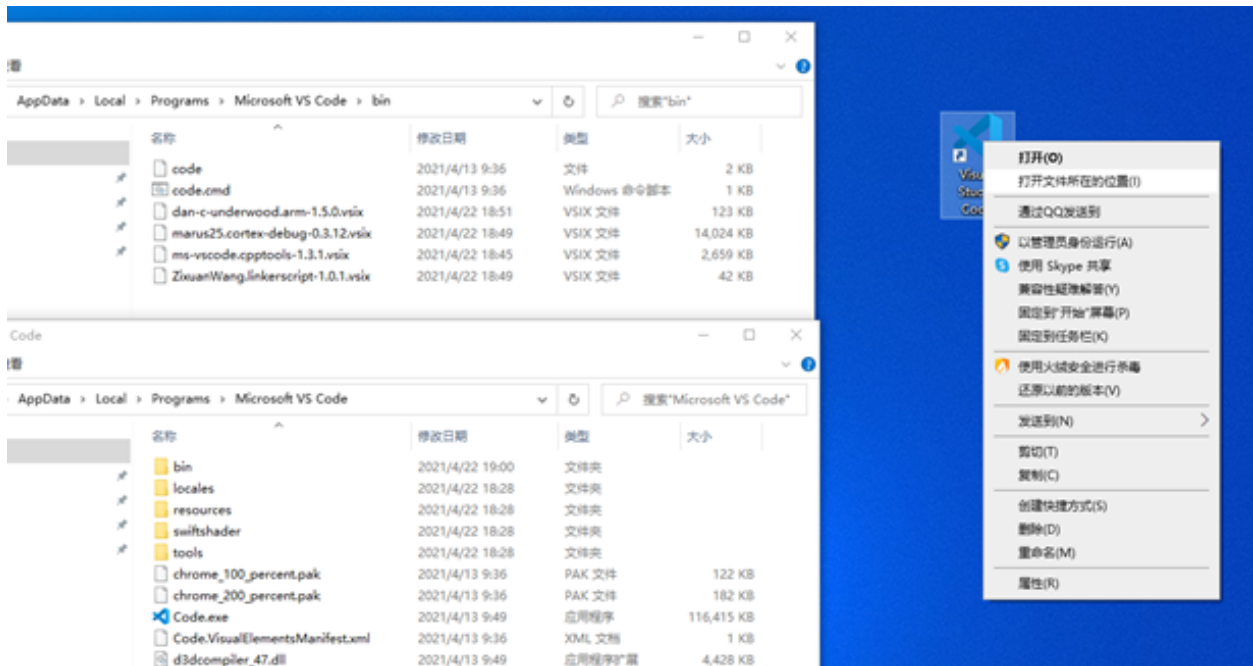 AppData › Local › Programs › Microsoft VS Code › bin
搜索"bin"
名称 修改日期 类型 大小
code 2021/4/13 9:36 文件 2 KB
code.cmd 2021/4/13 9:36 Windows 命令脚本 1 KB
dan-c-underwood.arm-1.5.0.vsix 2021/4/22 18:51 VSIX 文件 123 KB
marus25.cortex-debug-0.3.12.vsix 2021/4/22 18:49 VSIX 文件 14,024 KB
ms-vscode.cpptools-1.3.1.vsix 2021/4/22 18:45 VSIX 文件 2,659 KB
ZixuanWang.linkerscript-1.0.1.vsix 2021/4/22 18:49 VSIX 文件 42 KB
Code
AppData › Local › Programs › Microsoft VS Code
搜索"Microsoft VS Code"
名称 修改日期 类型 大小
bin 2021/4/22 19:00 文件夹
locales 2021/4/22 18:28 文件夹
resources 2021/4/22 18:28 文件夹
swiftshader 2021/4/22 18:28 文件夹
tools 2021/4/22 18:28 文件夹
chrome_100_percent.pak 2021/4/13 9:36 PAK 文件 122 KB
chrome_200_percent.pak 2021/4/13 9:36 PAK 文件 182 KB
Code.exe 2021/4/13 9:49 应用程序 116,415 KB
Code.VisualElementsManifest.xml 2021/4/13 9:36 XML 文档 1 KB
d3dcompiler_47.dll 2021/4/13 9:49 应用程序扩展 4,428 KB
打开(O)
打开文件所在的位置(I)
通过QQ发送到
以管理员身份运行(A)
使用 Skype 共享
兼容性疑难解答(Y)
固定到"开始"屏幕(P)
固定到任务栏(K)
使用火绒安全进行杀毒
还原以前的版本(V)
发送到(N)
剪切(T)
复制(C)
创建快捷方式(S)
删除(D)
重命名(M)
属性(R)